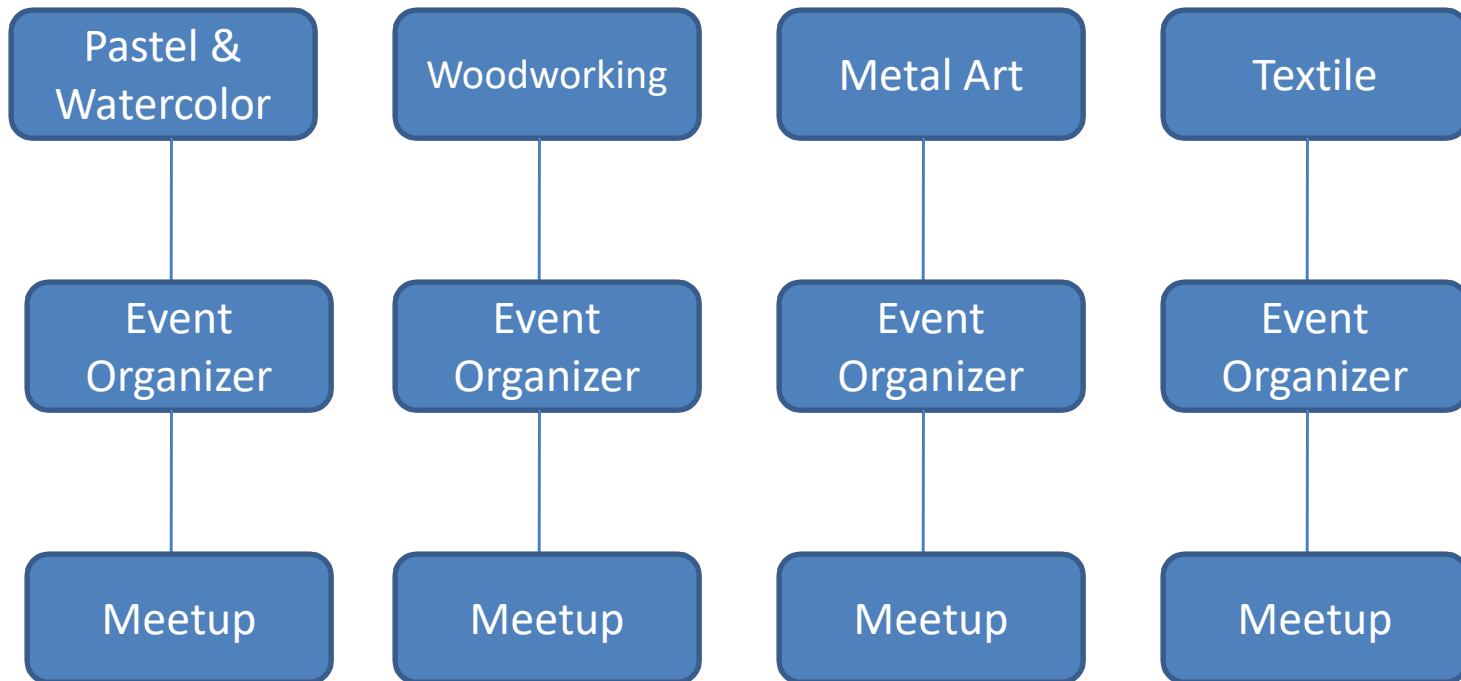 Pastel &
Watercolor
Woodworking
Metal Art
Textile
Event
Organizer
Event
Organizer
Event
Organizer
Event
Organizer
Meetup
Meetup
Meetup
Meetup